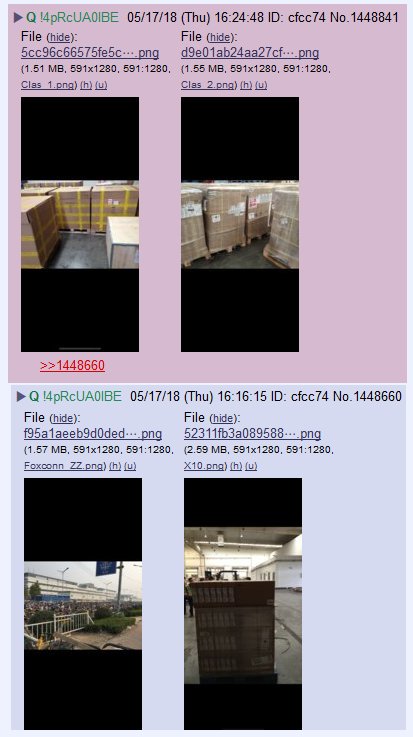 ▶ Q !4pRcUA0lBE 05/17/18 (Thu) 16:24:48 ID: cfcc74 No.1448841
File (hide): File (hide):
5cc96c66575fe5c⋯.png d9e01ab24aa27cf⋯.png
(1.51 MB, 591x1280, 591:1280, (1.55 MB, 591x1280, 591:1280,
Clas_1.png) (h) (u) Clas_2.png) (h) (u)
>>1448660
▶ Q !4pRcUA0lBE 05/17/18 (Thu) 16:16:15 ID: cfcc74 No.1448660
File (hide): File (hide):
f95a1aeeb9d0ded⋯.png 52311fb3a089588⋯.png
(1.57 MB, 591x1280, 591:1280, (2.59 MB, 591x1280, 591:1280,
Foxconn_ZZ.png) (h) (u) X10.png) (h) (u)